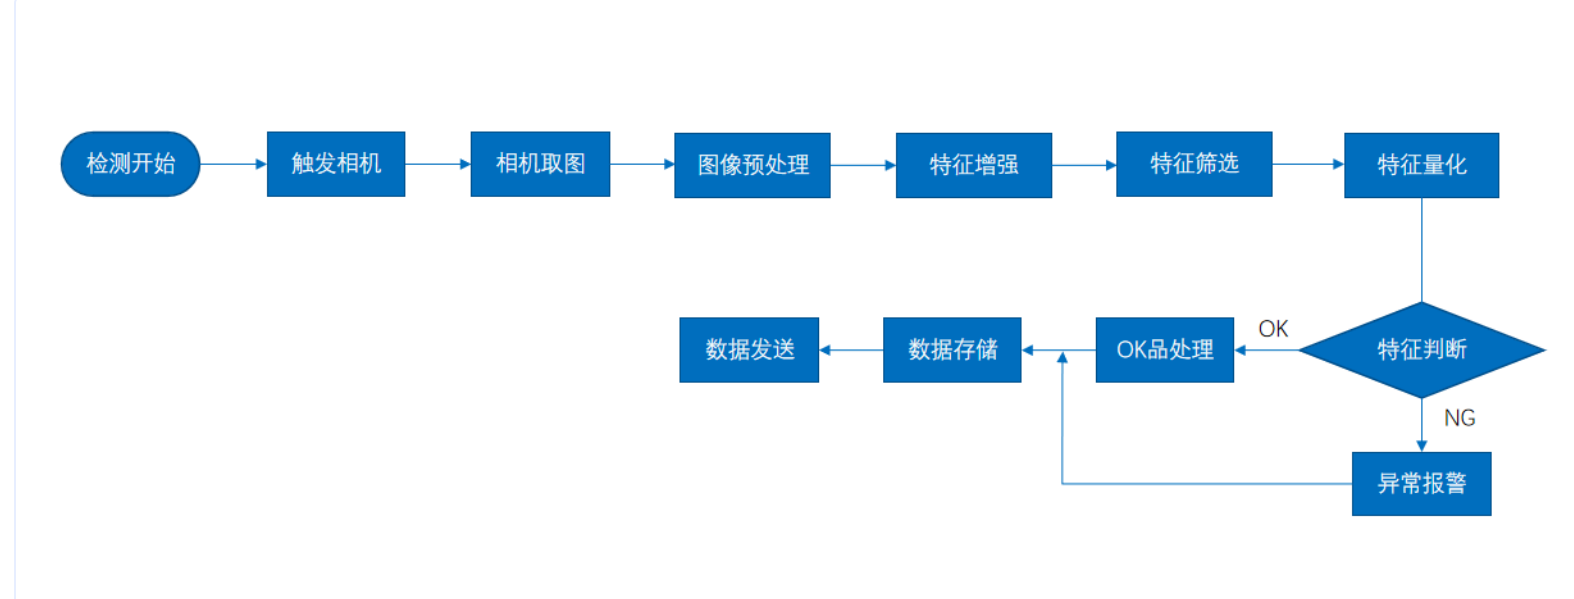 检测开始
触发相机
相机取图
图像预处理
特征增强
特征筛选
特征量化
数据发送
数据存储
OK品处理
OK
特征判断
NG
异常报警